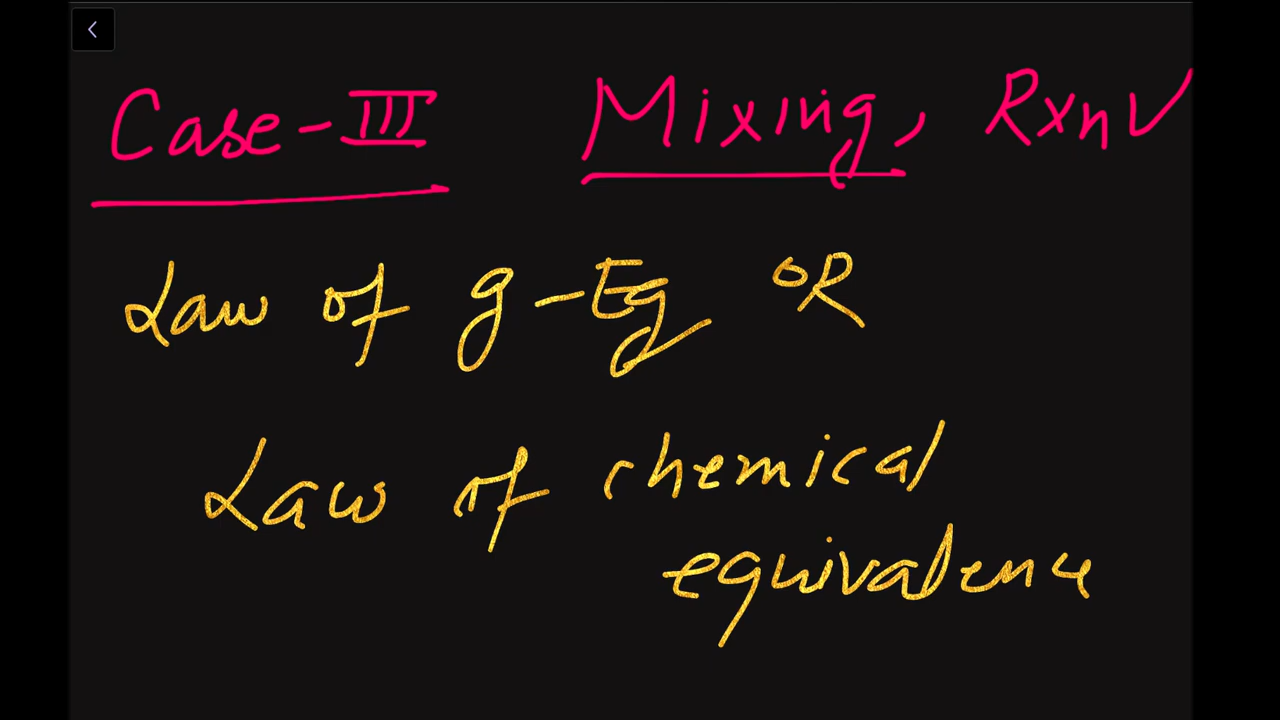 Case-III Mixing, Rxn✓
Law of g-Eq OR
Law of chemical
equivalence